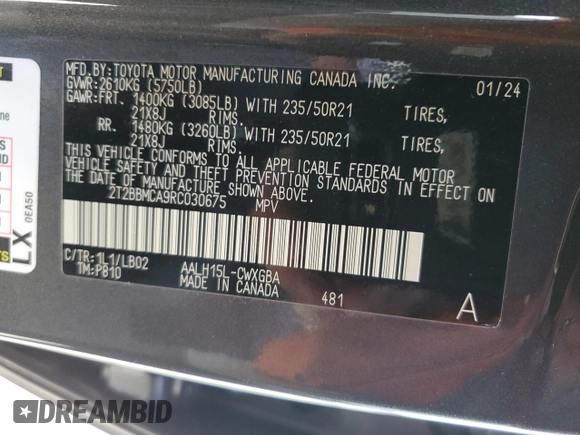 MFD.BY:TOYOTA MOTOR MANUFACTURING CANADA INC. 01/24
GVWR:2610KG (5750LB)
GAWR:FRT. 1400KG (3085LB) WITH 235/50R21 TIRES,
21X8J RIMS.
RR. 1480KG (3260LB) WITH 235/50R21 TIRES,
21X8J RIMS.
THIS VEHICLE CONFORMS TO ALL APPLICABLE FEDERAL MOTOR
VEHICLE SAFETY AND THEFT PREVENTION STANDARDS IN EFFECT ON
THE DATE OF MANUFACTURE SHOWN ABOVE.
2T2BBMCA9RC030675 MPV
C/TR:1L1/LB02 AALH15L-CWXGBA
TM:P810 MADE IN CANADA 481 A
LX
0EA50
DREAMBID